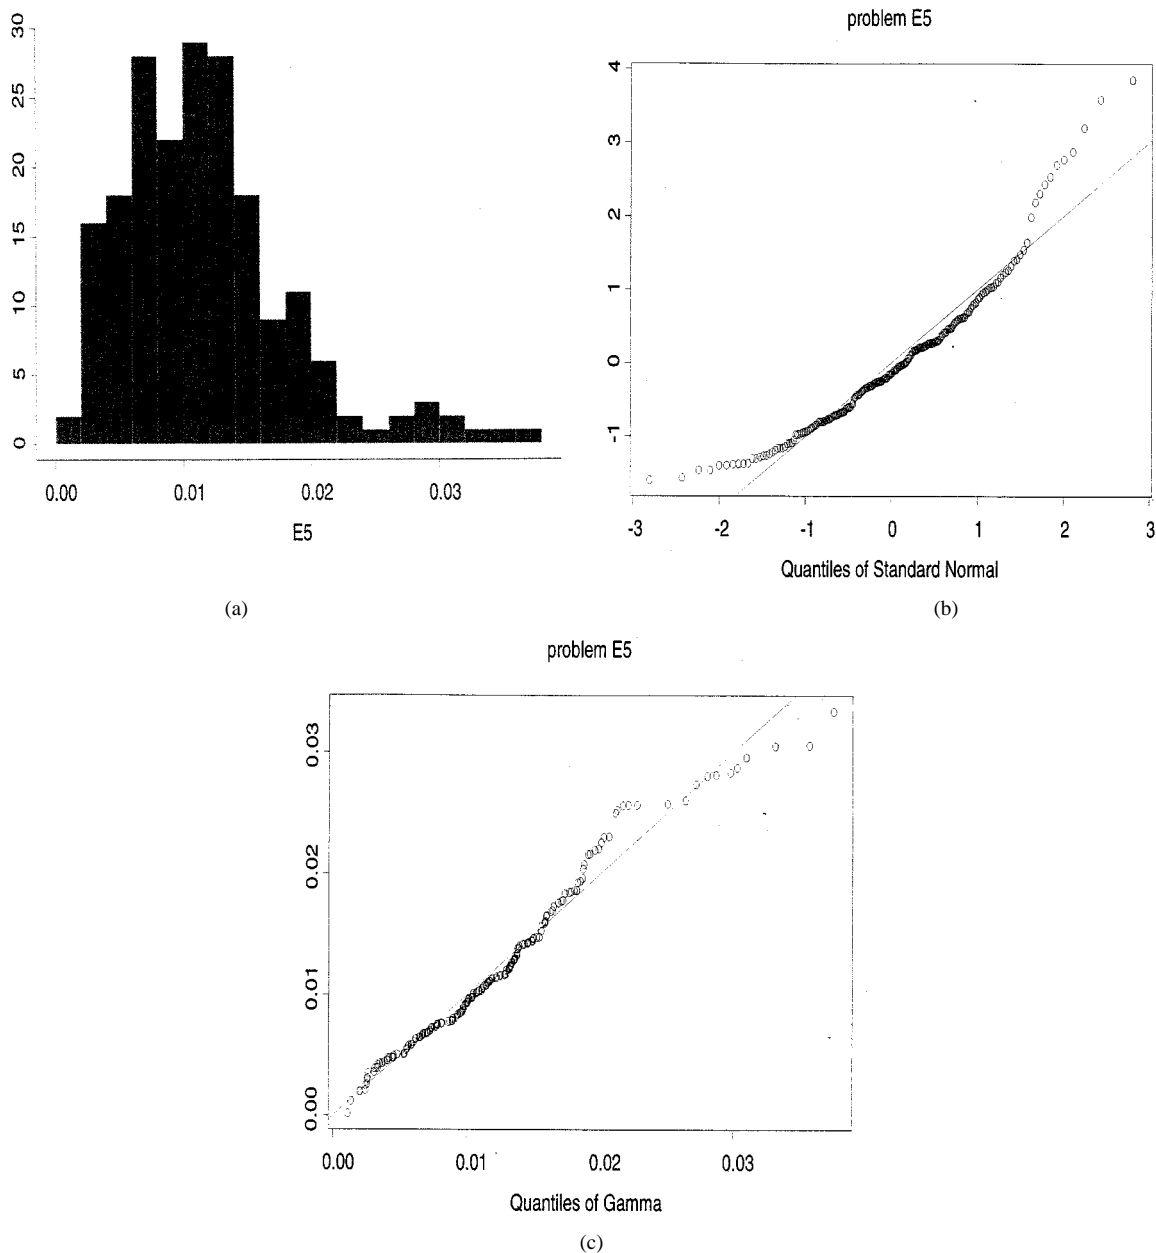 30
25
20
15
10
5
0
0.00 0.01 0.02 0.03
E5
(a)
problem E5
4
3
2
1
0
-1
-3 -2 -1 0 1 2 3
Quantiles of Standard Normal
(b)
problem E5
0.03
0.02
0.01
0.00
0.00 0.01 0.02 0.03
Quantiles of Gamma
(c)